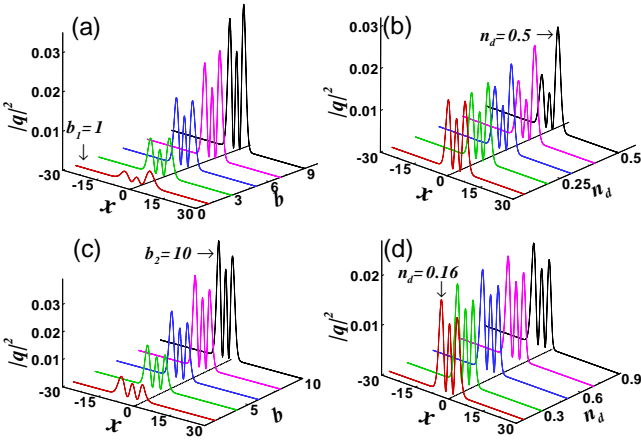 (a)
0.03
0.02
0.01
|q|²
b₁=1
-30
-15
0
15
30
x
0
3
6
9
b
(b)
0.03
0.02
0.01
|q|²
n_d=0.5
-30
-15
0
15
30
x
0.25
0.5
n_d
(c)
0.03
0.02
0.01
|q|²
b₂=10
-30
-15
0
15
30
x
5
10
b
(d)
0.02
0.01
|q|²
n_d=0.16
-30
-15
0
15
30
x
0.3
0.6
0.9
n_d